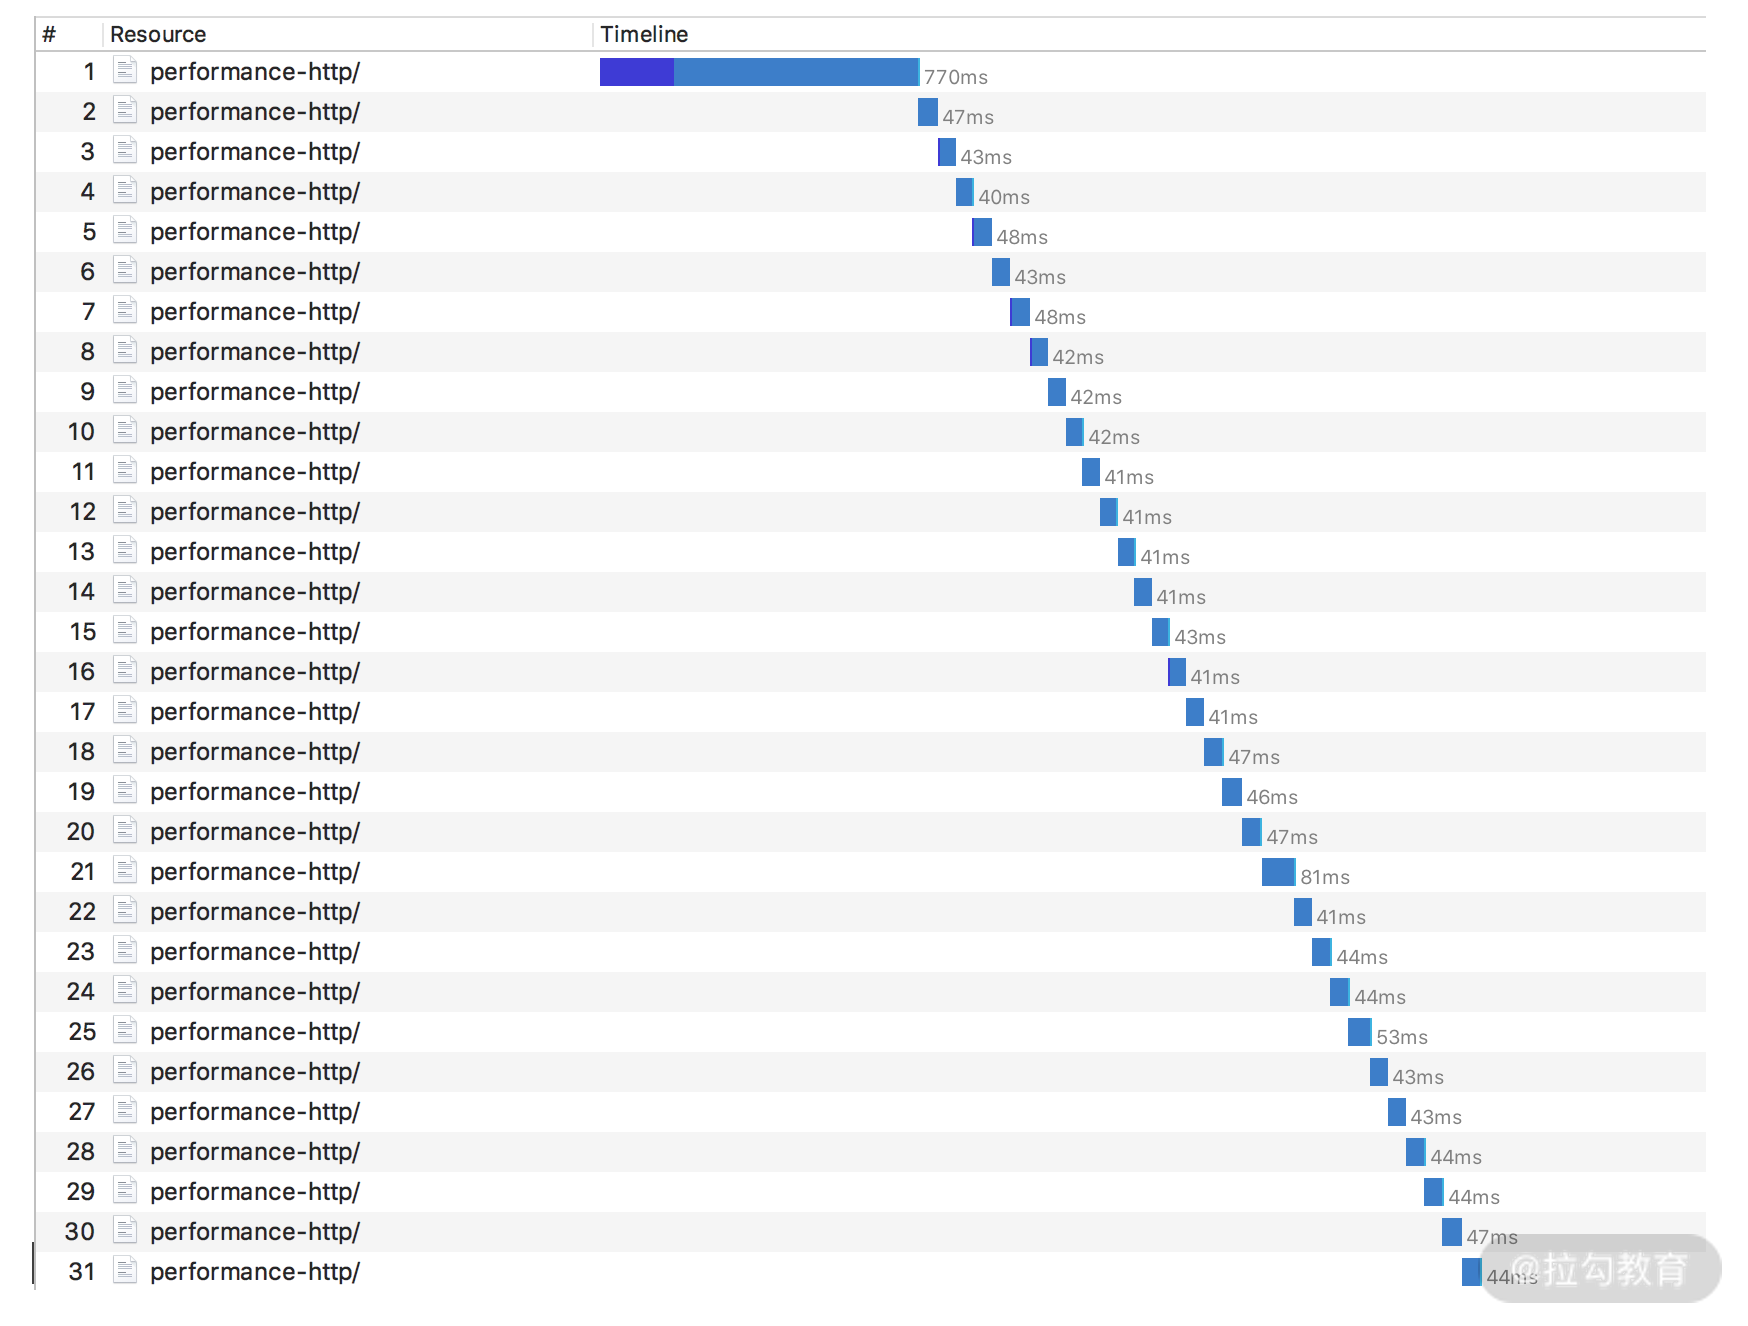 # Resource Timeline
1 performance-http/ 770ms
2 performance-http/ 47ms
3 performance-http/ 43ms
4 performance-http/ 40ms
5 performance-http/ 48ms
6 performance-http/ 43ms
7 performance-http/ 48ms
8 performance-http/ 42ms
9 performance-http/ 42ms
10 performance-http/ 42ms
11 performance-http/ 41ms
12 performance-http/ 41ms
13 performance-http/ 41ms
14 performance-http/ 41ms
15 performance-http/ 43ms
16 performance-http/ 41ms
17 performance-http/ 41ms
18 performance-http/ 47ms
19 performance-http/ 46ms
20 performance-http/ 47ms
21 performance-http/ 81ms
22 performance-http/ 41ms
23 performance-http/ 44ms
24 performance-http/ 44ms
25 performance-http/ 53ms
26 performance-http/ 43ms
27 performance-http/ 43ms
28 performance-http/ 44ms
29 performance-http/ 44ms
30 performance-http/ 47ms
31 performance-http/ 44ms
@拉勾教育